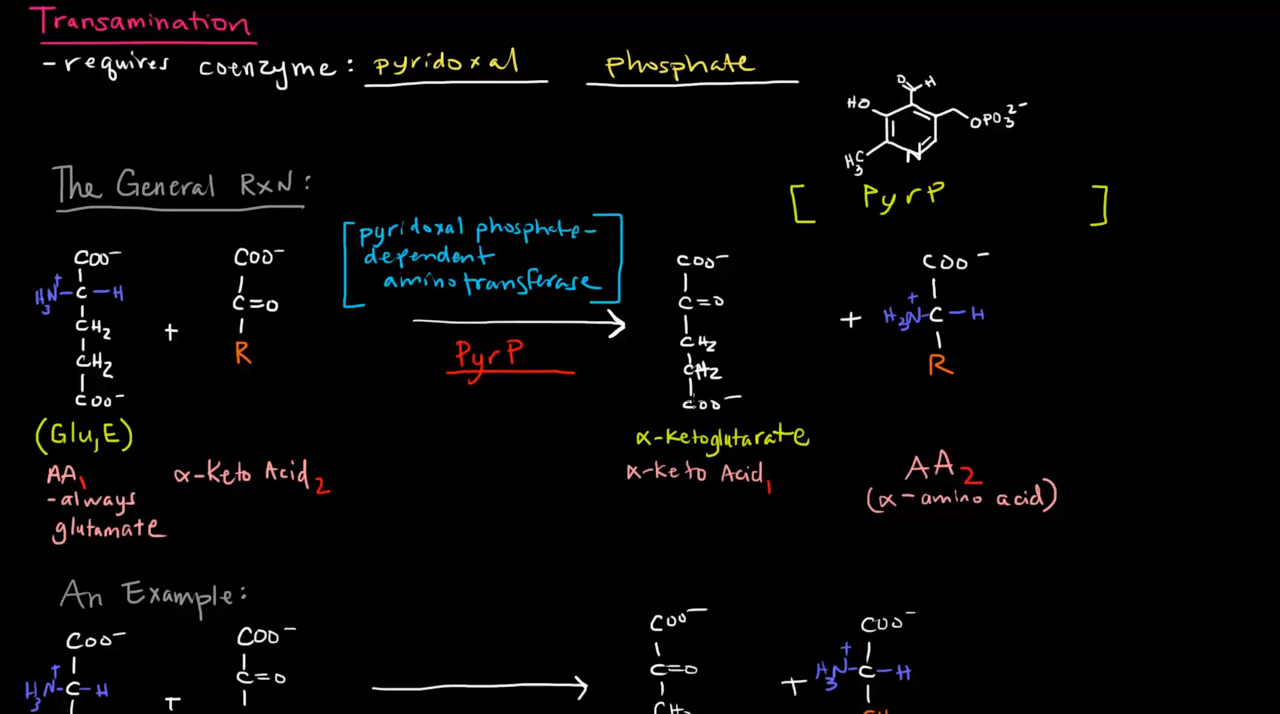 Transamination
-requires coenzyme: pyridoxal phosphate
O H
HO
OPO₃²⁻
H₃C
N
[ PyrP ]
The General RxN:
[pyridoxal phosphate-
dependent
aminotransferase]
COO⁻
H₃N⁺-C-H
CH₂
CH₂
COO⁻
+
COO⁻
C=O
R
PyrP
COO⁻
C=O
CH₂
CH₂
COO⁻
+
COO⁻
H₃N⁺-C-H
R
(Glu,E)
AA₁
-always
glutamate
α-Keto Acid₂
α-Ketoglutarate
α-Keto Acid₁
AA₂
(α-amino acid)
An Example:
COO⁻
H₃N⁺-C-H
+
COO⁻
C=O
COO⁻
C=O
CH₂
+
COO⁻
H₃N⁺-C-H